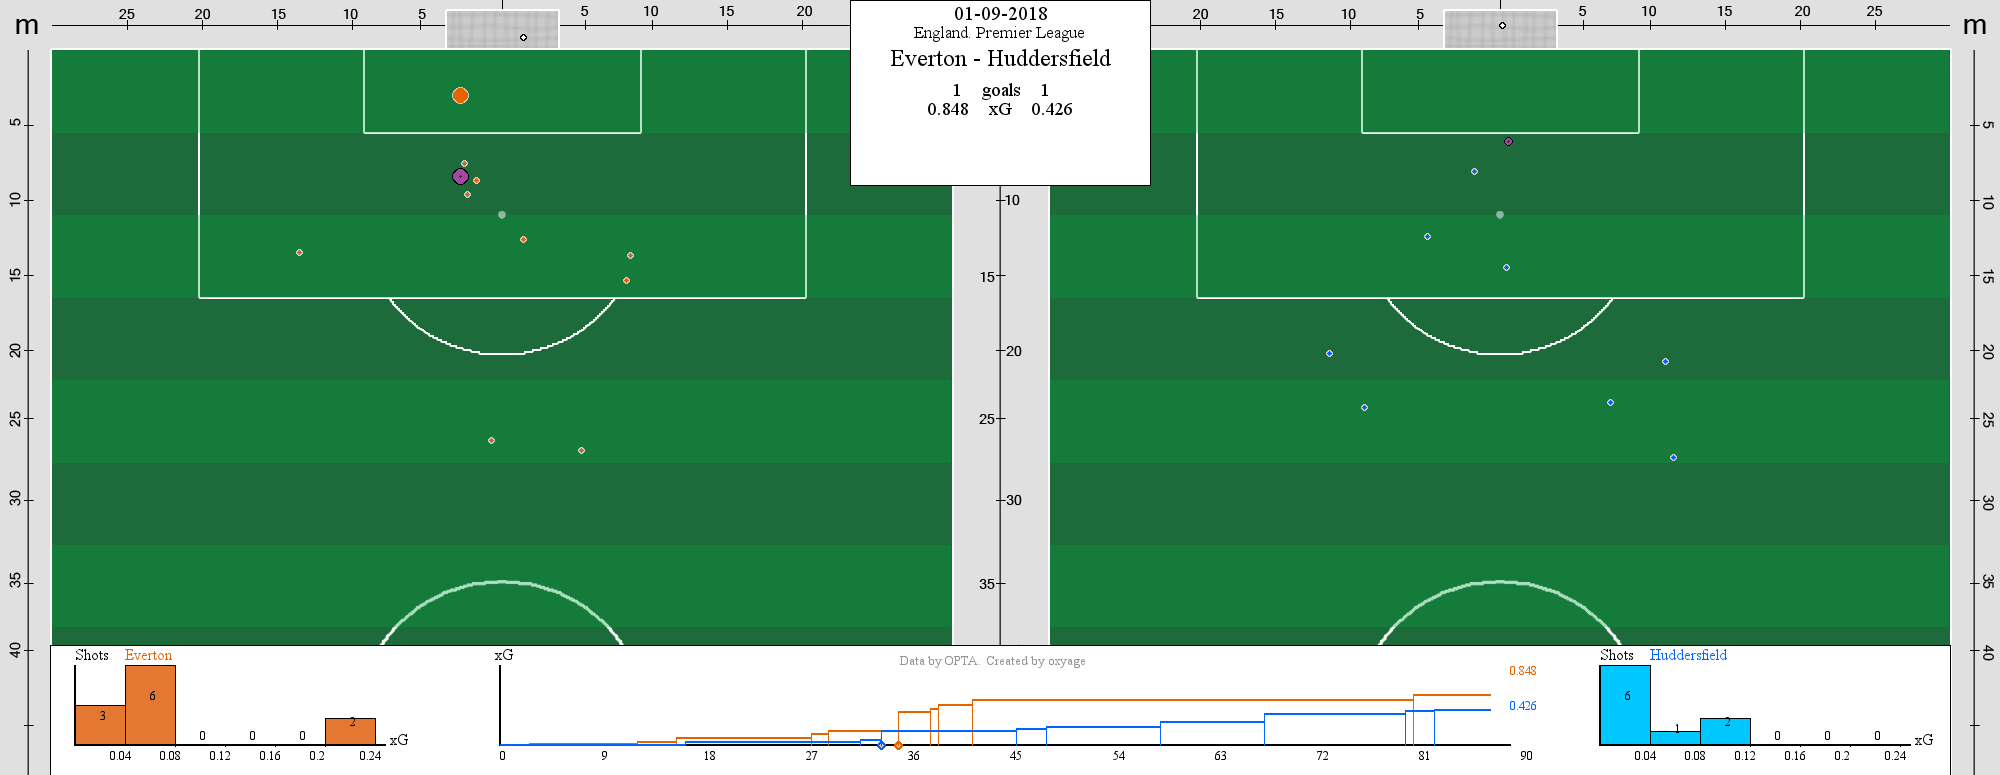 25 20 15 10 5 5 10 15 20
20 15 10 5 5 10 15 20 25
m
m
01-09-2018
England. Premier League
Everton - Huddersfield
1 goals 1
0.848 xG 0.426
5
10
15
20
25
30
35
40
10
15
20
25
30
35
5
10
15
20
25
30
35
40
Shots Everton
3 6 0 0 0 2
xG
0.04 0.08 0.12 0.16 0.2 0.24
xG
Data by OPTA. Created by oxyage
0.848
0.426
0 9 18 27 36 45 54 63 72 81 90
Shots Huddersfield
6 1 2 0 0 0
xG
0.04 0.08 0.12 0.16 0.2 0.24